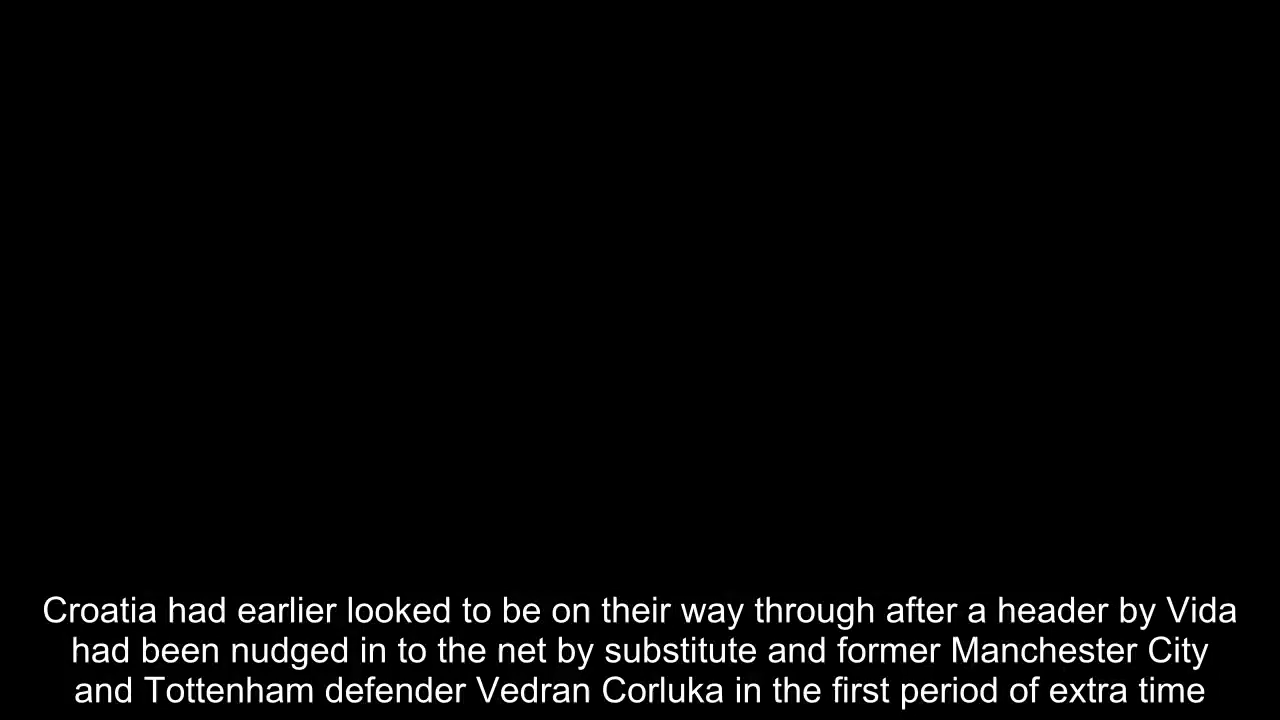 Croatia had earlier looked to be on their way through after a header by Vida
had been nudged in to the net by substitute and former Manchester City
and Tottenham defender Vedran Corluka in the first period of extra time